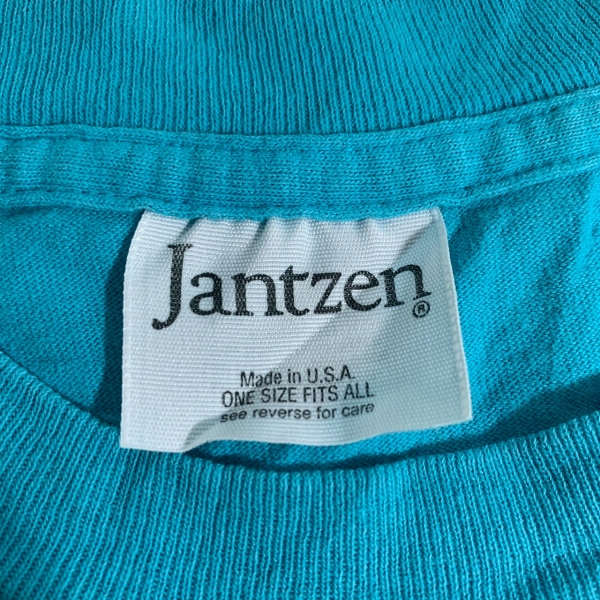 Jantzen®
Made in U.S.A.
ONE SIZE FITS ALL
see reverse for care